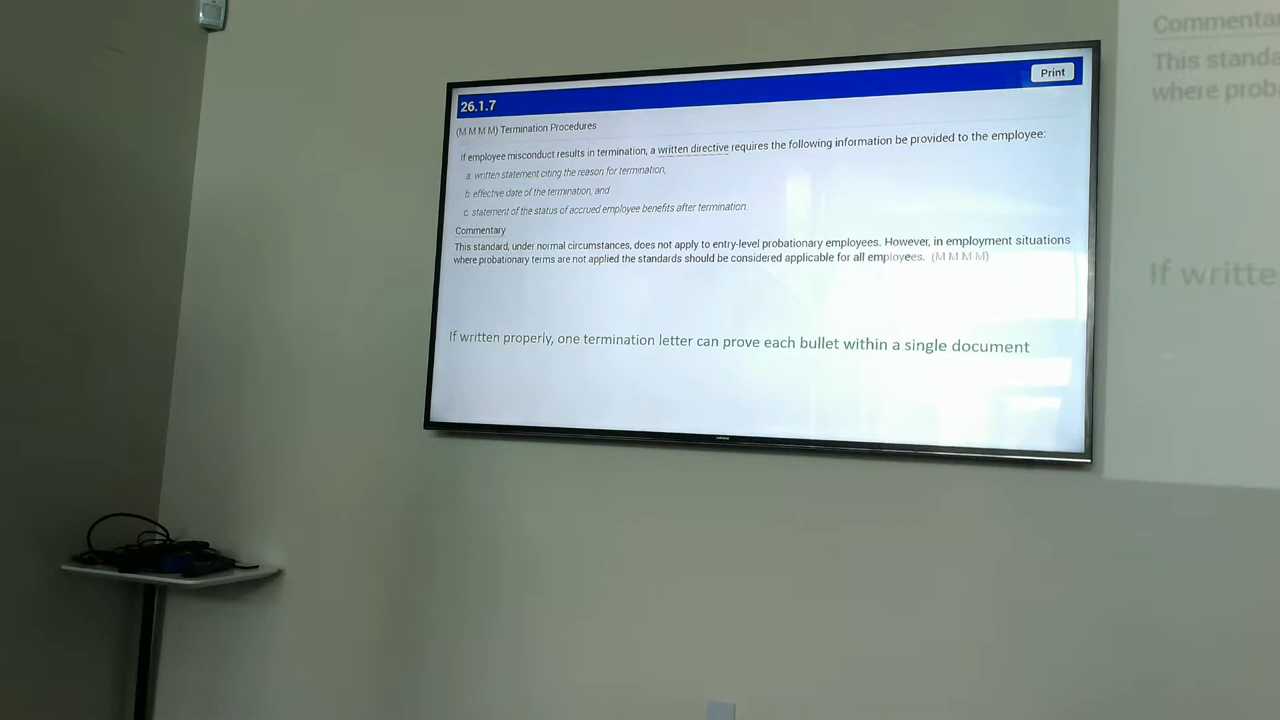 26.1.7
Print
(M M M M) Termination Procedures
If employee misconduct results in termination, a written directive requires the following information be provided to the employee:
a. written statement citing the reason for termination,
b. effective date of the termination, and
c. statement of the status of accrued employee benefits after termination.
Commentary
This standard, under normal circumstances, does not apply to entry-level probationary employees. However, in employment situations
where probationary terms are not applied the standards should be considered applicable for all employees. (M M M M)
If written properly, one termination letter can prove each bullet within a single document
Commenta
This standa
where prob
If writte